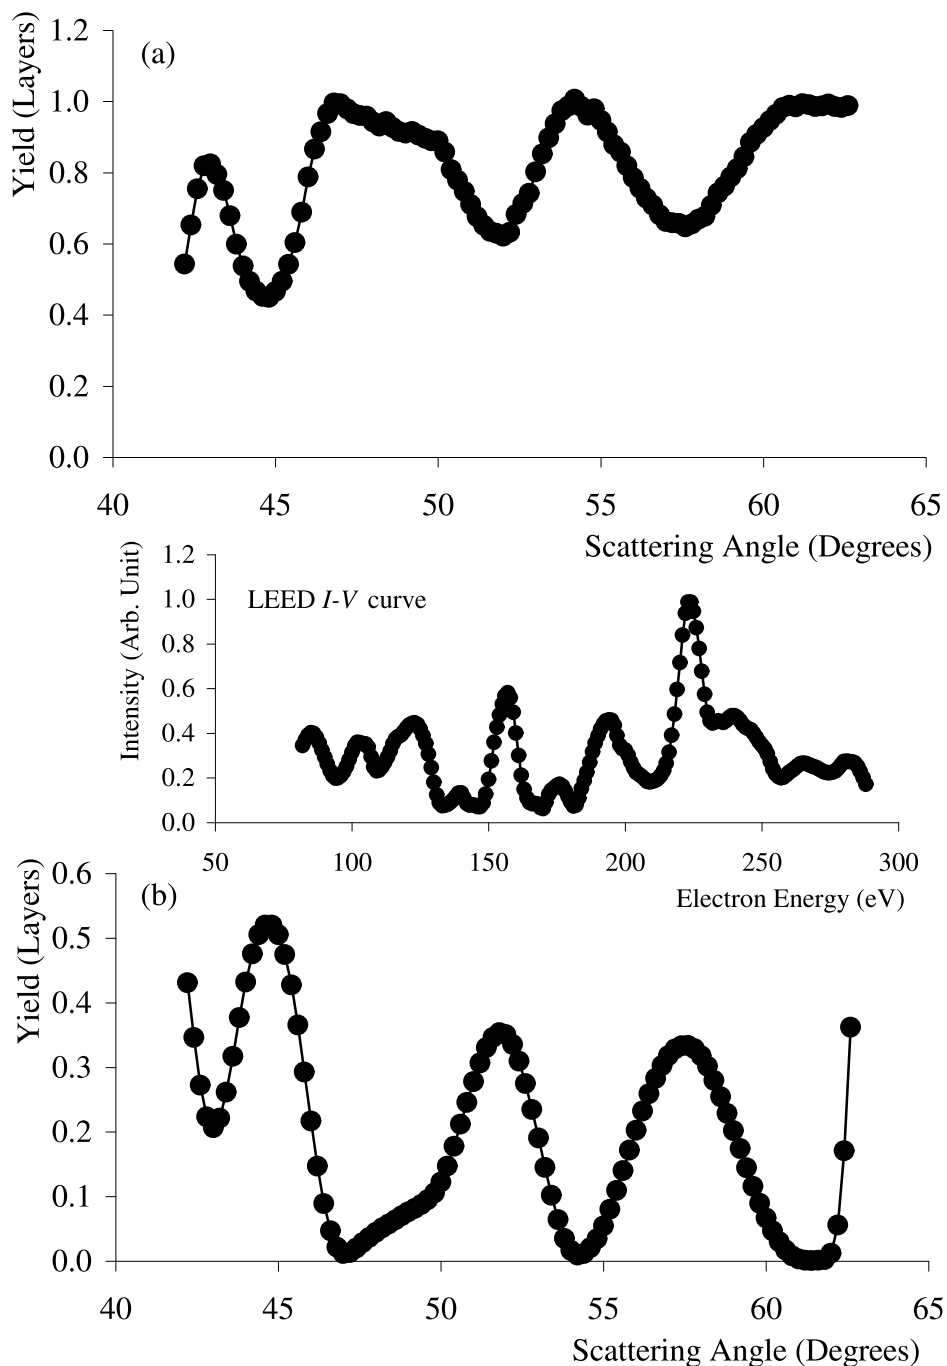 (a)
Yield (Layers)
1.2
1.0
0.8
0.6
0.4
0.2
0.0
40 45 50 55 60 65
Scattering Angle (Degrees)
LEED I-V curve
Intensity (Arb. Unit)
1.2
1.0
0.8
0.6
0.4
0.2
0.0
50 100 150 200 250 300
Electron Energy (eV)
(b)
Yield (Layers)
0.6
0.5
0.4
0.3
0.2
0.1
0.0
40 45 50 55 60 65
Scattering Angle (Degrees)